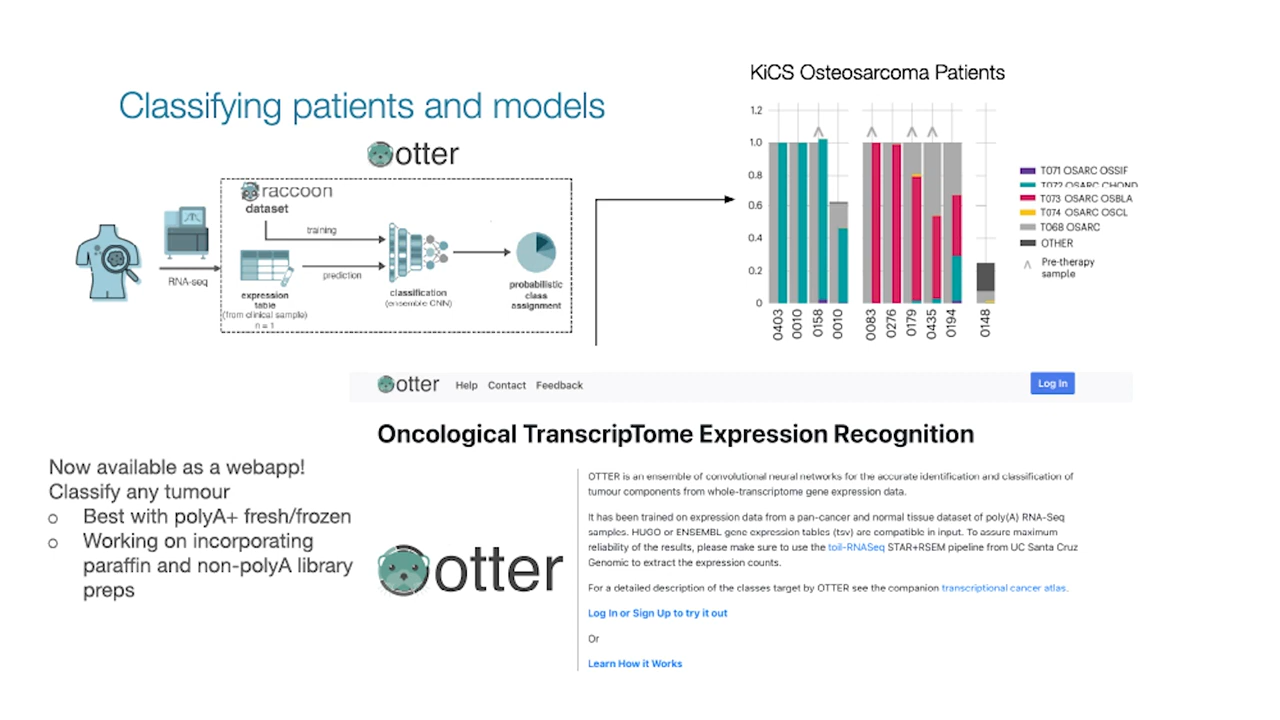 Classifying patients and models
otter
raccoon
dataset
training
RNA-seq
prediction
expression
table
(from clinical sample)
n = 1
classification
(ensemble CNN)
probabilistic
class
assignment
KiCS Osteosarcoma Patients
1.2
1.0
0.8
0.6
0.4
0.2
0
0403
0010
0158
0010
0083
0276
0179
0435
0194
0148
T071 OSARC OSSIF
T072 OSARC CHOND
T073 OSARC OSBLA
T074 OSARC OSCL
T068 OSARC
OTHER
Pre-therapy
sample
otter Help Contact Feedback Log In
Oncological TranscripTome Expression Recognition
Now available as a webapp!
Classify any tumour
o Best with polyA+ fresh/frozen
o Working on incorporating
paraffin and non-polyA library
preps
otter
OTTER is an ensemble of convolutional neural networks for the accurate identification and classification of
tumour components from whole-transcriptome gene expression data.
It has been trained on expression data from a pan-cancer and normal tissue dataset of poly(A) RNA-Seq
samples. HUGO or ENSEMBL gene expression tables (tsv) are compatible in input. To assure maximum
reliability of the results, please make sure to use the toil-RNASeq STAR+RSEM pipeline from UC Santa Cruz
Genomic to extract the expression counts.
For a detailed description of the classes target by OTTER see the companion transcriptional cancer atlas.
Log In or Sign Up to try it out
Or
Learn How it Works